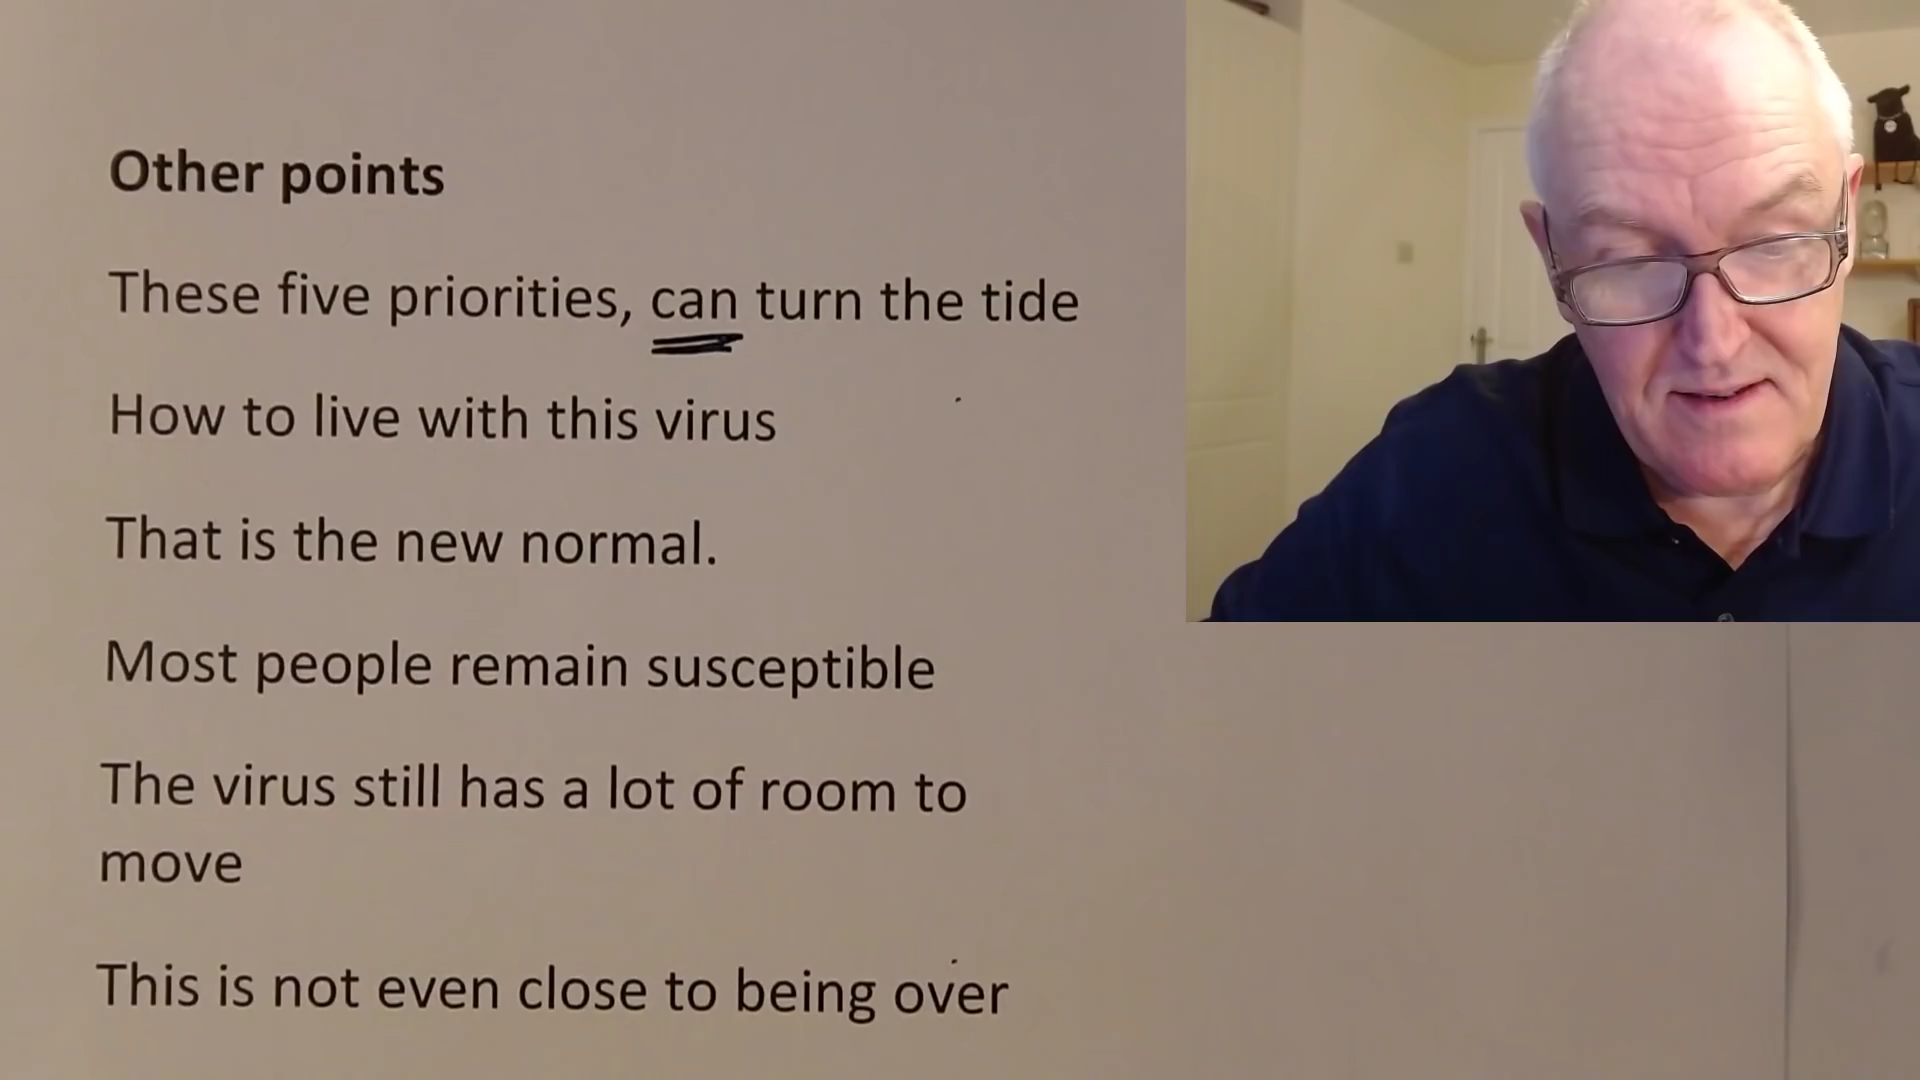 Other points
These five priorities, can turn the tide
How to live with this virus
That is the new normal.
Most people remain susceptible
The virus still has a lot of room to
move
This is not even close to being over